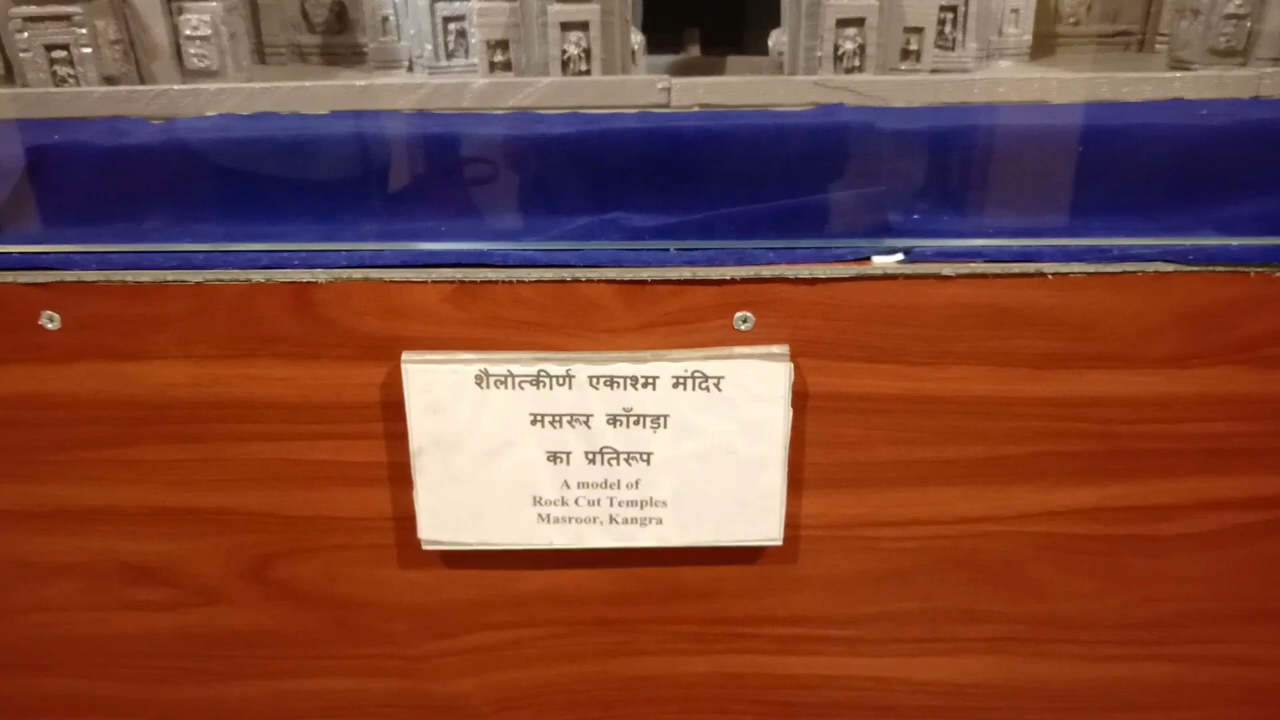 शैलोत्कीर्ण एकाश्म मंदिर
मसरूर काँगड़ा
का प्रतिरूप
A model of
Rock Cut Temples
Masroor, Kangra